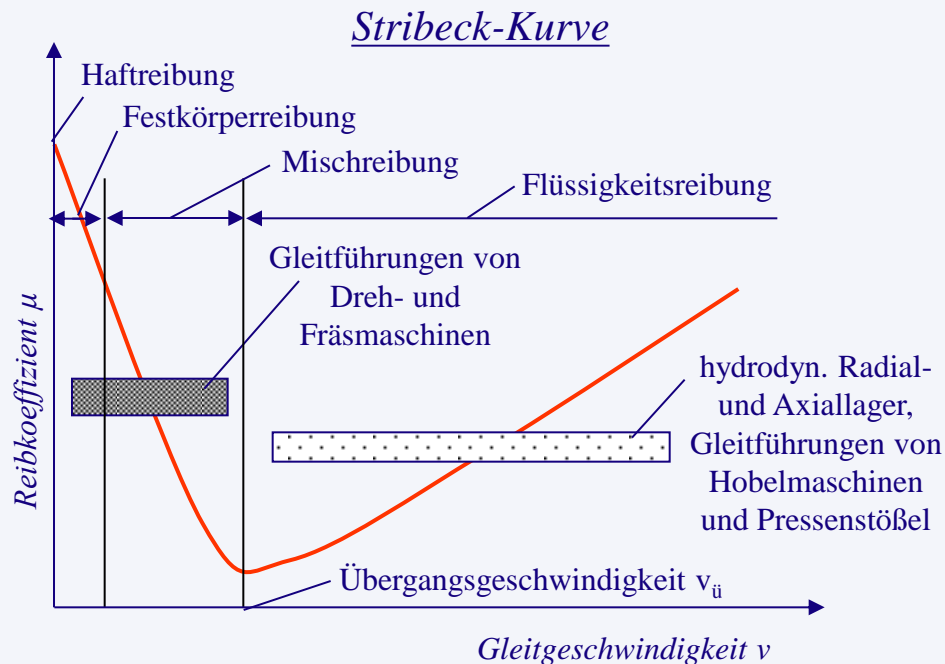 Stribeck-Kurve
Haftreibung
Festkörperreibung
Mischreibung
Flüssigkeitsreibung
Gleitführungen von
Dreh- und
Fräsmaschinen
hydrodyn. Radial-
und Axiallager,
Gleitführungen von
Hobelmaschinen
und Pressenstößel
Reibkoeffizient μ
Übergangsgeschwindigkeit vü
Gleitgeschwindigkeit v